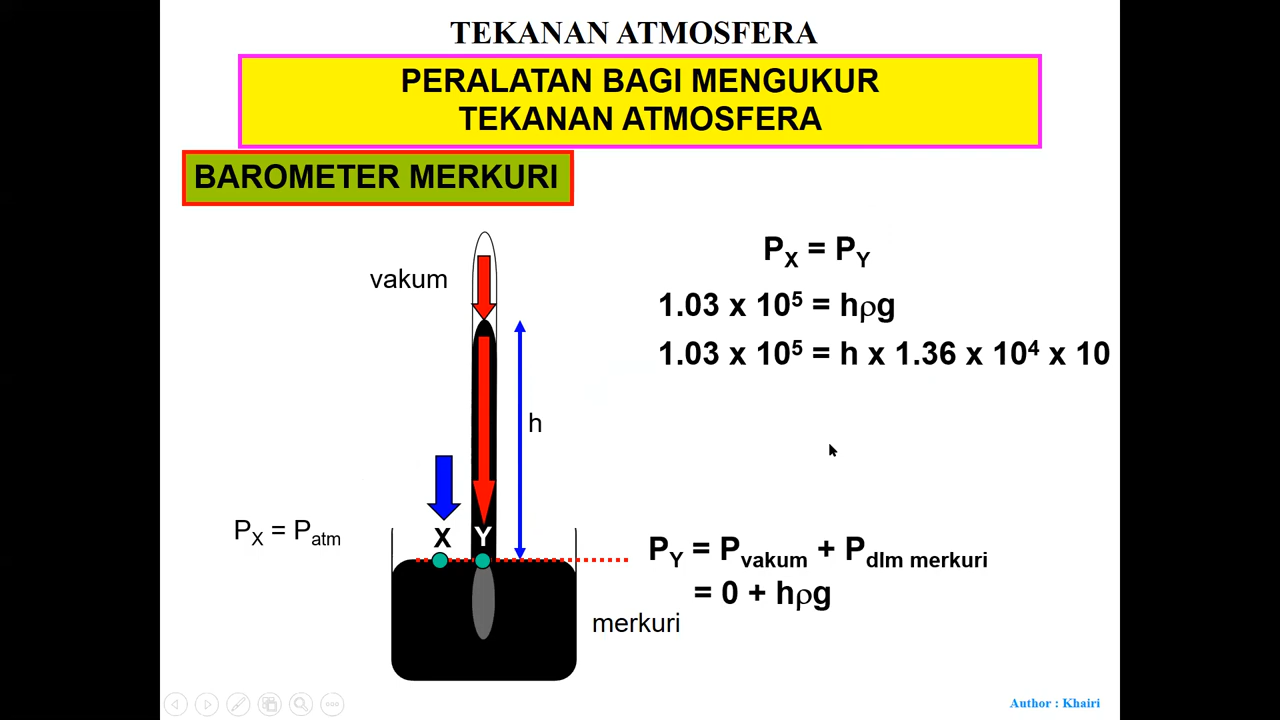 TEKANAN ATMOSFERA
PERALATAN BAGI MENGUKUR
TEKANAN ATMOSFERA
BAROMETER MERKURI
vakum
h
X
Y
P_X = P_atm
merkuri
P_X = P_Y
1.03 x 10⁵ = hρg
1.03 x 10⁵ = h x 1.36 x 10⁴ x 10
P_Y = P_vakum + P_dlm merkuri
= 0 + hρg
Author : Khairi